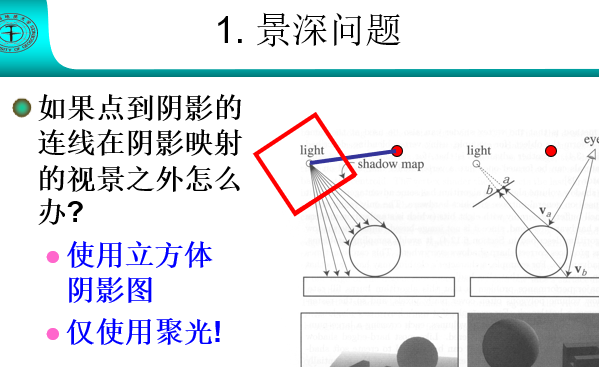 1. 景深问题
如果点到阴影的
连线在阴影映射
的视景之外怎么
办?
使用立方体
阴影图
仅使用聚光!
light
shadow map
light
eye
a
b
va
vb